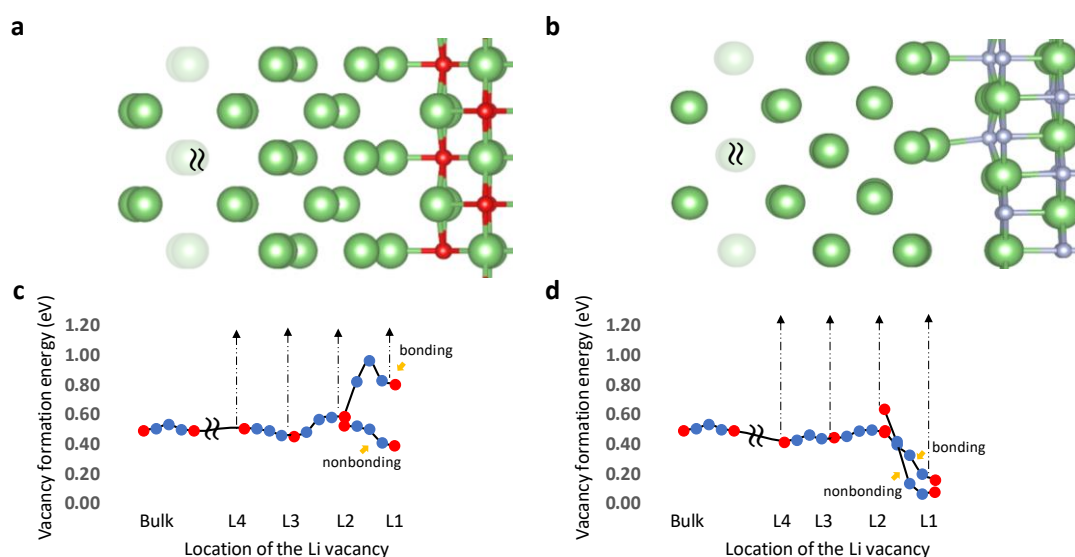 a
b
c
d
Vacancy formation energy (eV)
1.20
1.00
0.80
0.60
0.40
0.20
0.00
bonding
nonbonding
Bulk
L4
L3
L2
L1
Location of the Li vacancy
Vacancy formation energy (eV)
1.20
1.00
0.80
0.60
0.40
0.20
0.00
bonding
nonbonding
Bulk
L4
L3
L2
L1
Location of the Li vacancy